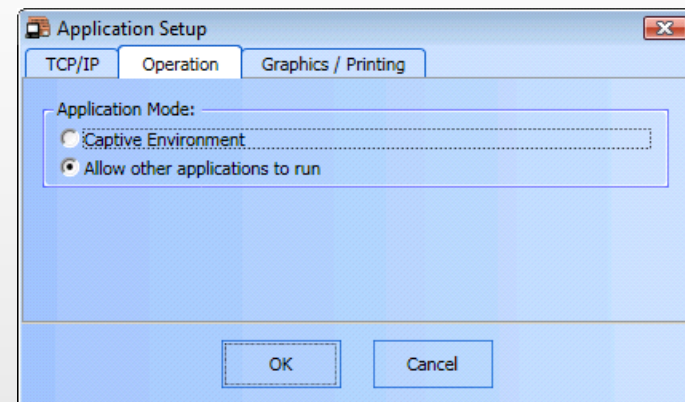 Application Setup
TCP/IP Operation Graphics / Printing
Application Mode:
Captive Environment
Allow other applications to run
OK Cancel